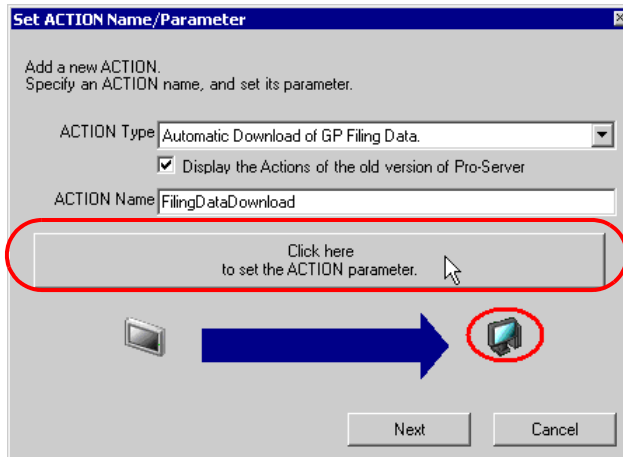 Set ACTION Name/Parameter
Add a new ACTION.
Specify an ACTION name, and set its parameter.
ACTION Type Automatic Download of GP Filing Data.
Display the Actions of the old version of Pro-Server
ACTION Name FilingDataDownload
Click here
to set the ACTION parameter.
Next Cancel